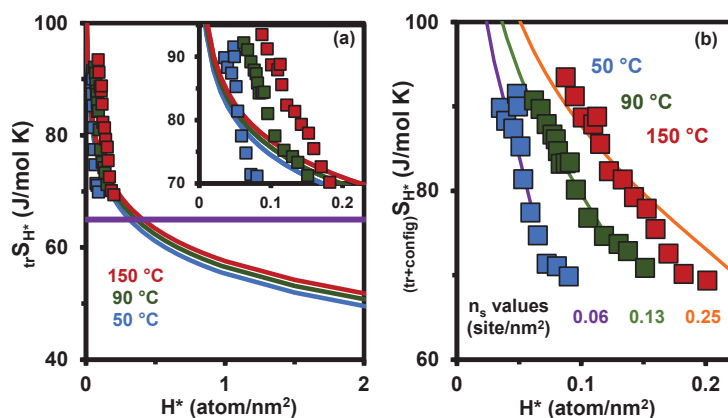 (a)
(b)
100
80
60
40
trSH* (J/mol K)
90
80
70
0
0.1
0.2
150 °C
90 °C
50 °C
0
1
2
H* (atom/nm²)
100
80
60
(tr+config)SH* (J/mol K)
50 °C
90 °C
150 °C
ns values
(site/nm²)
0.06 0.13 0.25
0
0.1
0.2
H* (atom/nm²)